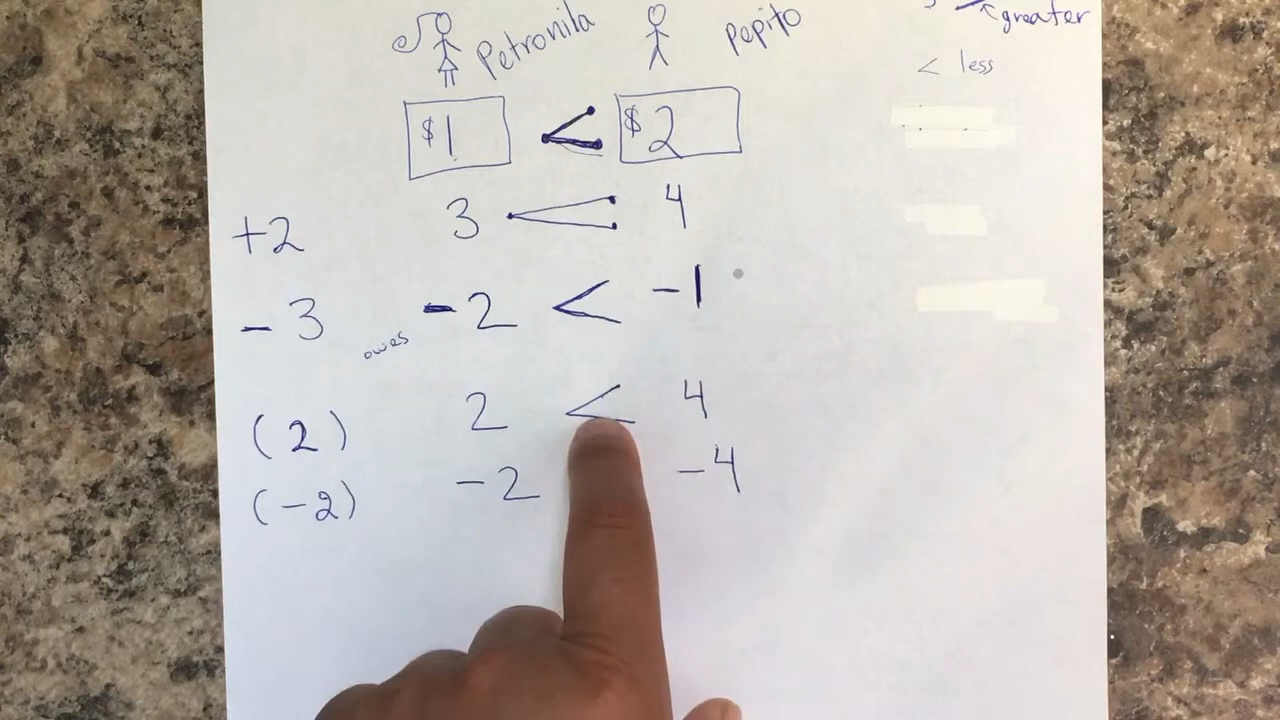 Petronila Pepito
greater
< less
$1 < $2
+2 3 < 4
- 3 owes -2 < -1
(2) 2 < 4
(-2) -2 -4